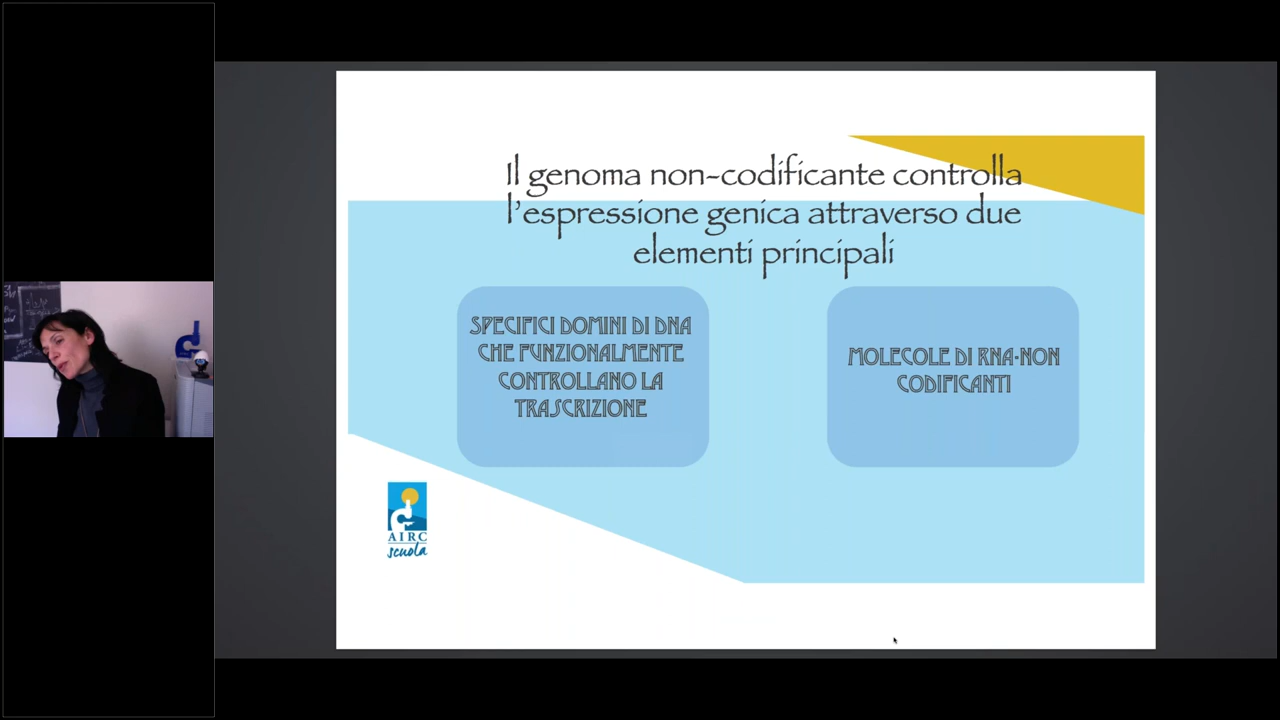 Il genoma non-codificante controlla
l'espressione genica attraverso due
elementi principali
SPECIFICI DOMINI DI DNA
CHE FUNZIONALMENTE
CONTROLLANO LA
TRASCRIZIONE
MOLECOLE DI RNA-NON
CODIFICANTI
AIRC
scuola